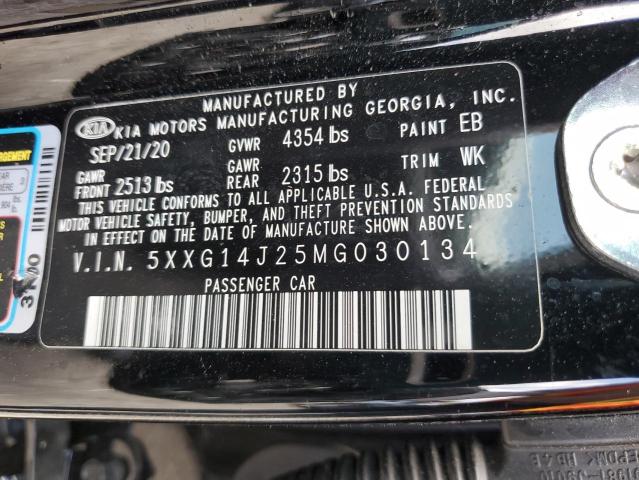 MANUFACTURED BY
KIA KIA MOTORS MANUFACTURING GEORGIA, INC.
SEP/21/20 GVWR 4354 lbs PAINT EB
GAWR FRONT 2513 lbs GAWR REAR 2315 lbs TRIM WK
THIS VEHICLE CONFORMS TO ALL APPLICABLE U.S.A. FEDERAL
MOTOR VEHICLE SAFETY, BUMPER, AND THEFT PREVENTION STANDARDS
IN EFFECT ON THE DATE OF MANUFACTURE SHOWN ABOVE.
V.I.N. 5XXG14J25MG030134
PASSENGER CAR